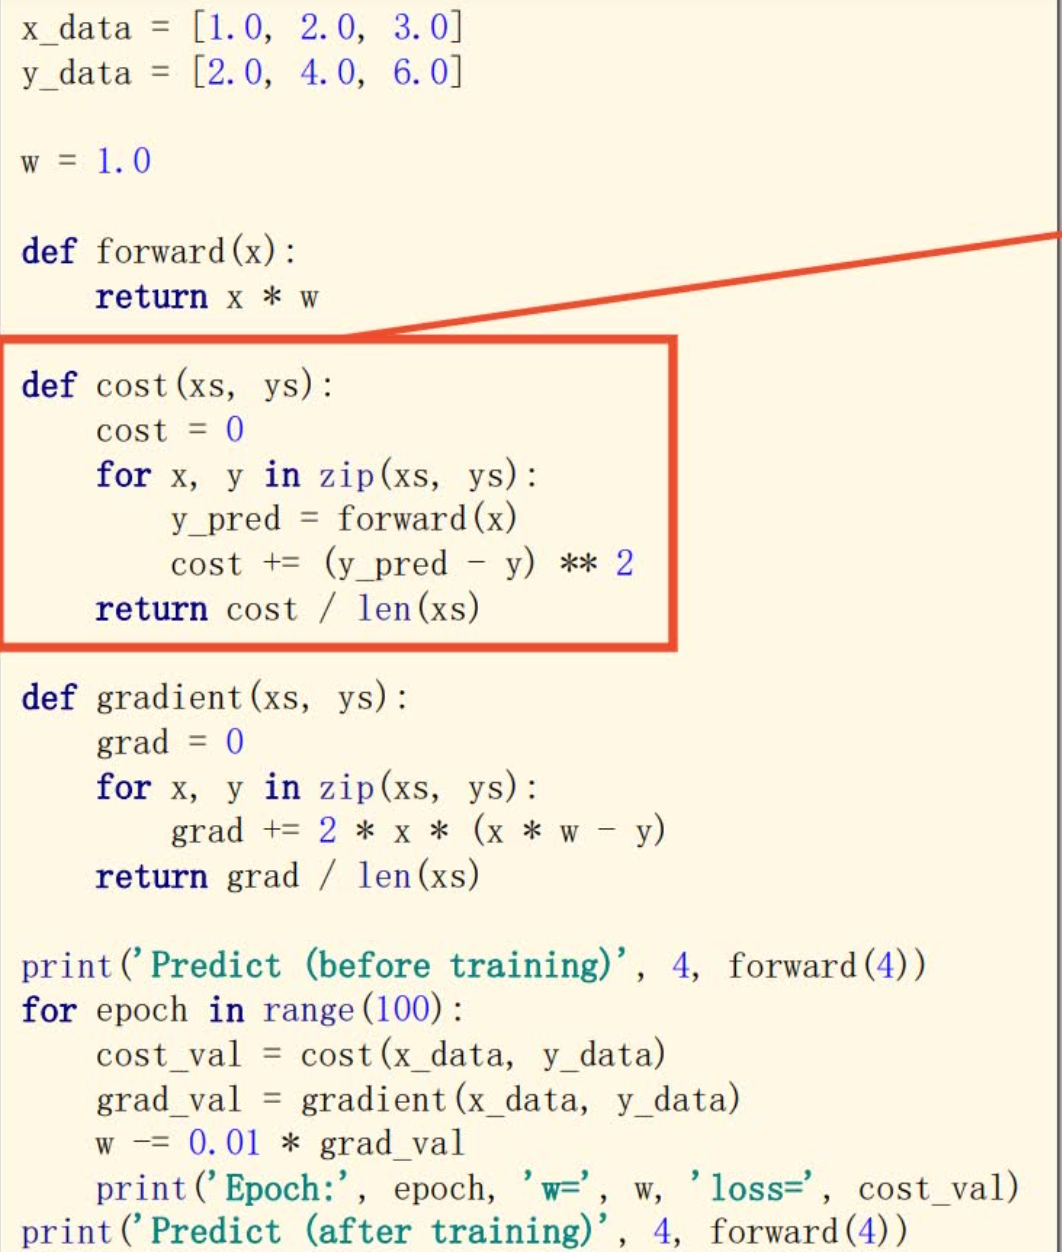 x_data = [1.0, 2.0, 3.0]
y_data = [2.0, 4.0, 6.0]

w = 1.0

def forward(x):
    return x * w

def cost(xs, ys):
    cost = 0
    for x, y in zip(xs, ys):
        y_pred = forward(x)
        cost += (y_pred - y) ** 2
    return cost / len(xs)

def gradient(xs, ys):
    grad = 0
    for x, y in zip(xs, ys):
        grad += 2 * x * (x * w - y)
    return grad / len(xs)

print('Predict (before training)', 4, forward(4))
for epoch in range(100):
    cost_val = cost(x_data, y_data)
    grad_val = gradient(x_data, y_data)
    w -= 0.01 * grad_val
    print('Epoch:', epoch, 'w=', w, 'loss=', cost_val)
print('Predict (after training)', 4, forward(4))